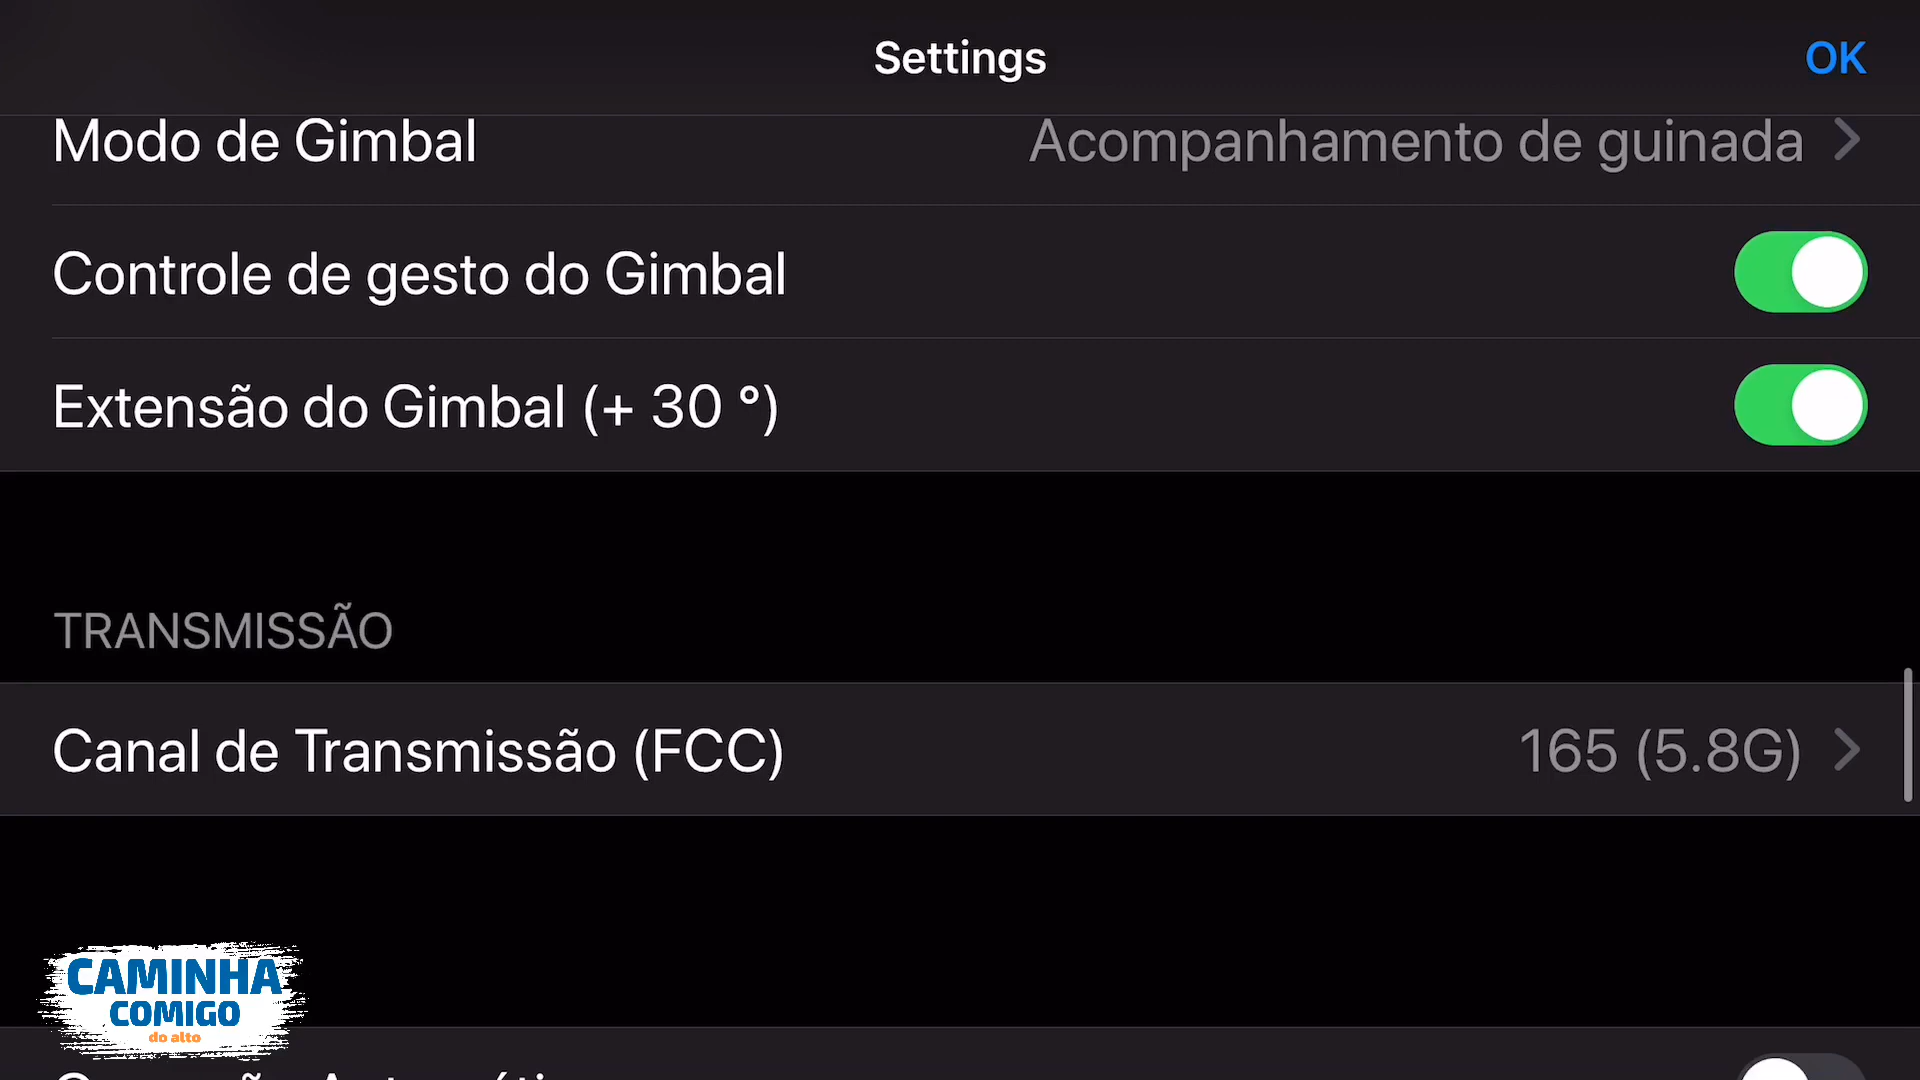 Settings
OK
Modo de Gimbal
Acompanhamento de guinada
Controle de gesto do Gimbal
Extensão do Gimbal (+ 30 °)
TRANSMISSÃO
Canal de Transmissão (FCC)
165 (5.8G)
CAMINHA
COMIGO
do alto